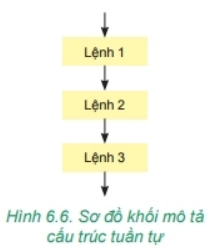 Lệnh 1
Lệnh 2
Lệnh 3
Hình 6.6. Sơ đồ khối mô tả
cấu trúc tuần tự